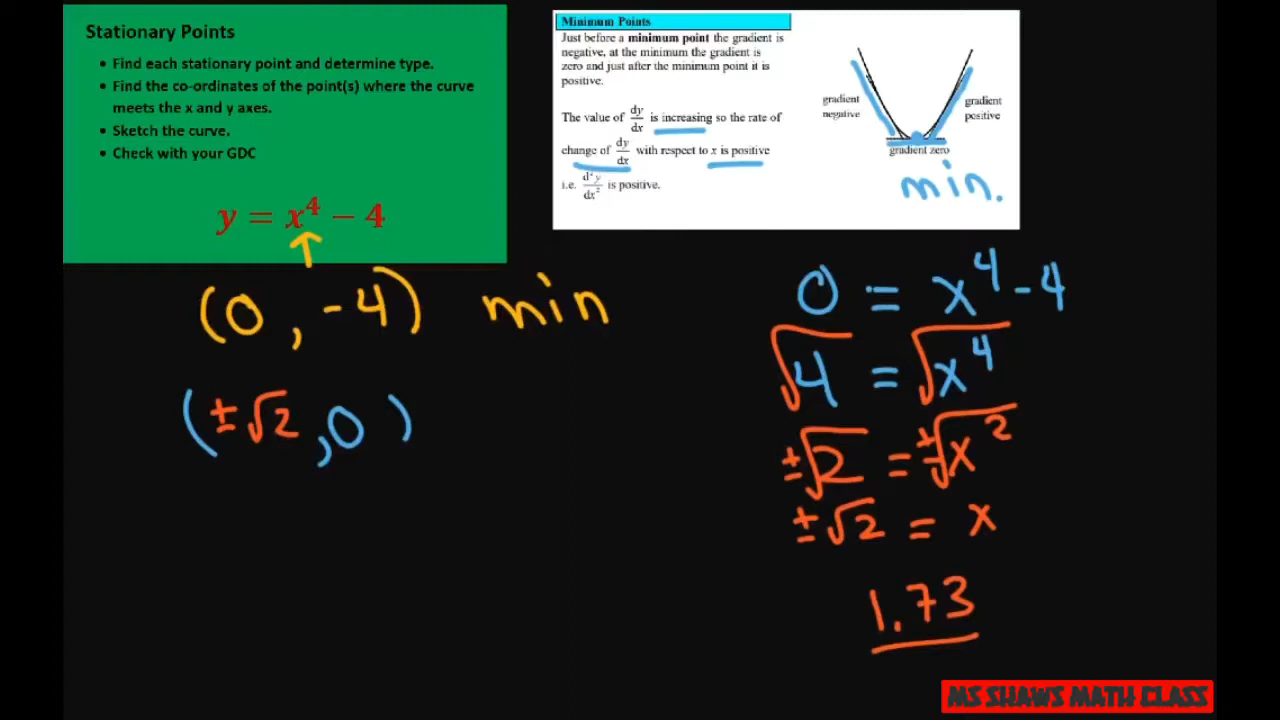 Stationary Points
• Find each stationary point and determine type.
• Find the co-ordinates of the point(s) where the curve
meets the x and y axes.
• Sketch the curve.
• Check with your GDC
y = x⁴ − 4
Minimum Points
Just before a minimum point the gradient is
negative, at the minimum the gradient is
zero and just after the minimum point it is
positive.
The value of dy/dx is increasing so the rate of
change of dy/dx with respect to x is positive
i.e. d²y/dx² is positive.
gradient
negative
gradient
positive
gradient zero
min.
(0, -4) min
(±√2, 0)
0 = x⁴-4
√4 = √x⁴
±√2 = ±√x²
±√2 = x
1.73
MS SHAWS MATH CLASS